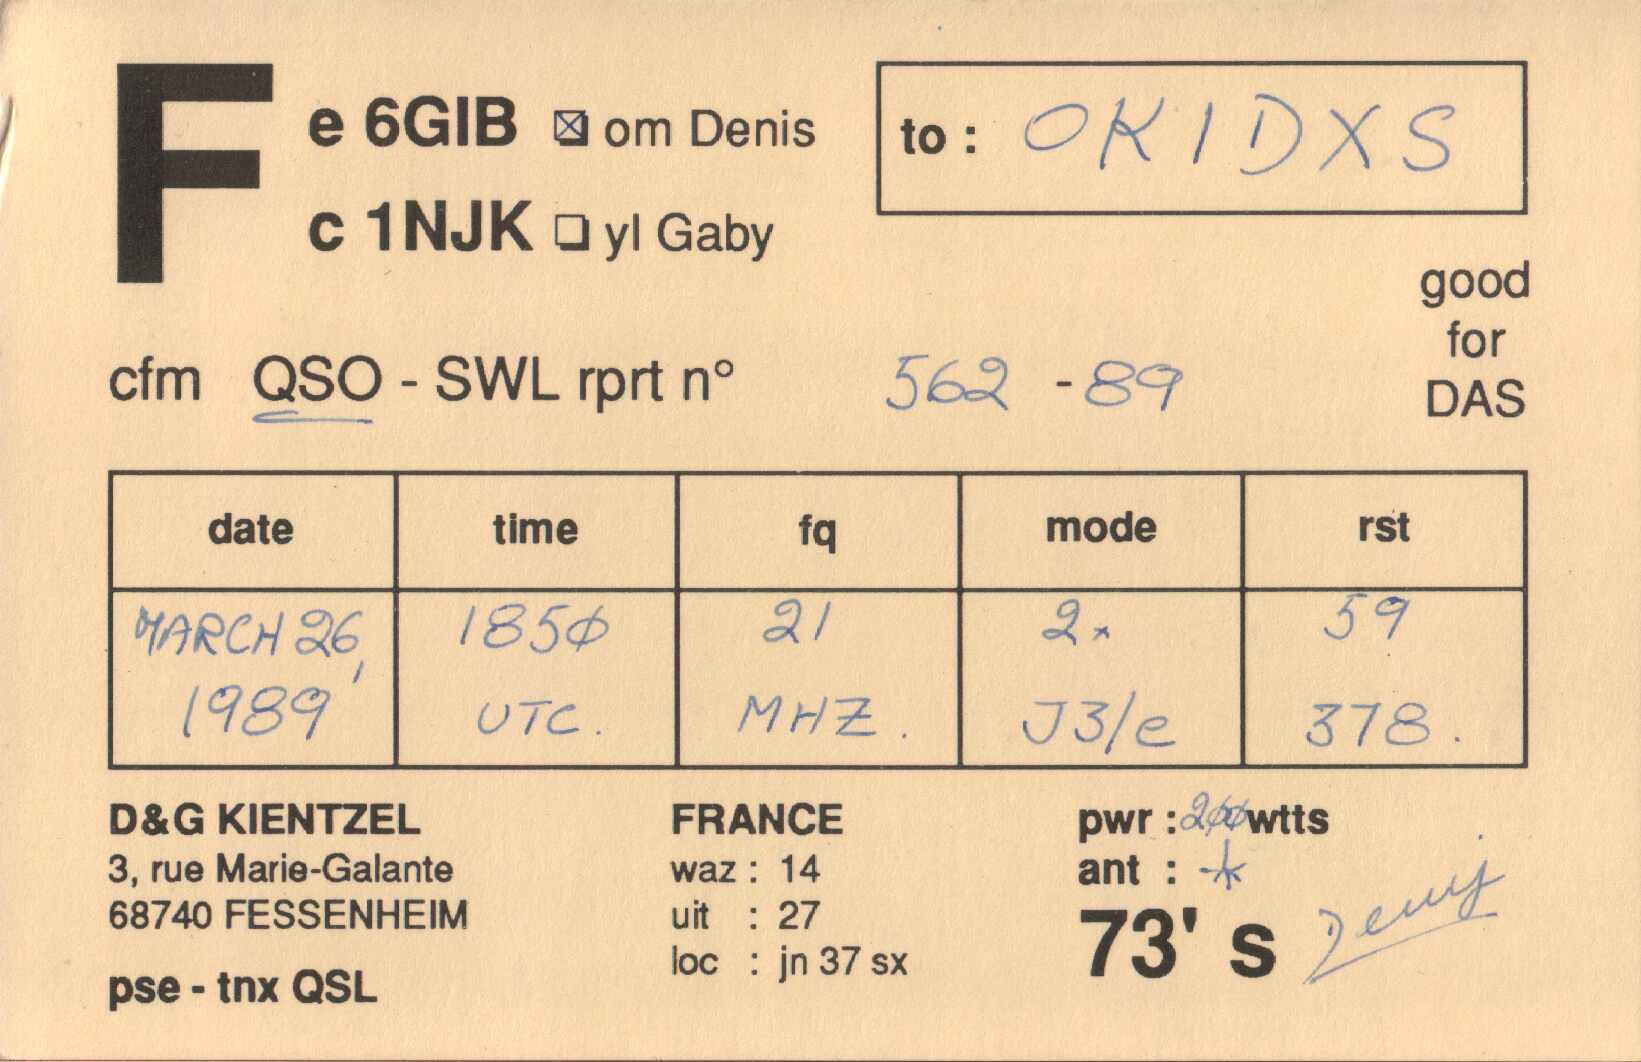 F e 6GIB ☒ om Denis
c 1NJK ☐ yl Gaby
to : OK1DXS
good
for
DAS
cfm QSO - SWL rprt n° 562 - 89
date time fq mode rst
MARCH 26, 1850 21 2x 59
1989 UTC. MHZ. J3/e 378.
D&G KIENTZEL
3, rue Marie-Galante
68740 FESSENHEIM
pse - tnx QSL
FRANCE
waz : 14
uit : 27
loc : jn 37 sx
pwr : 200 wtts
ant : *
73' s Denis